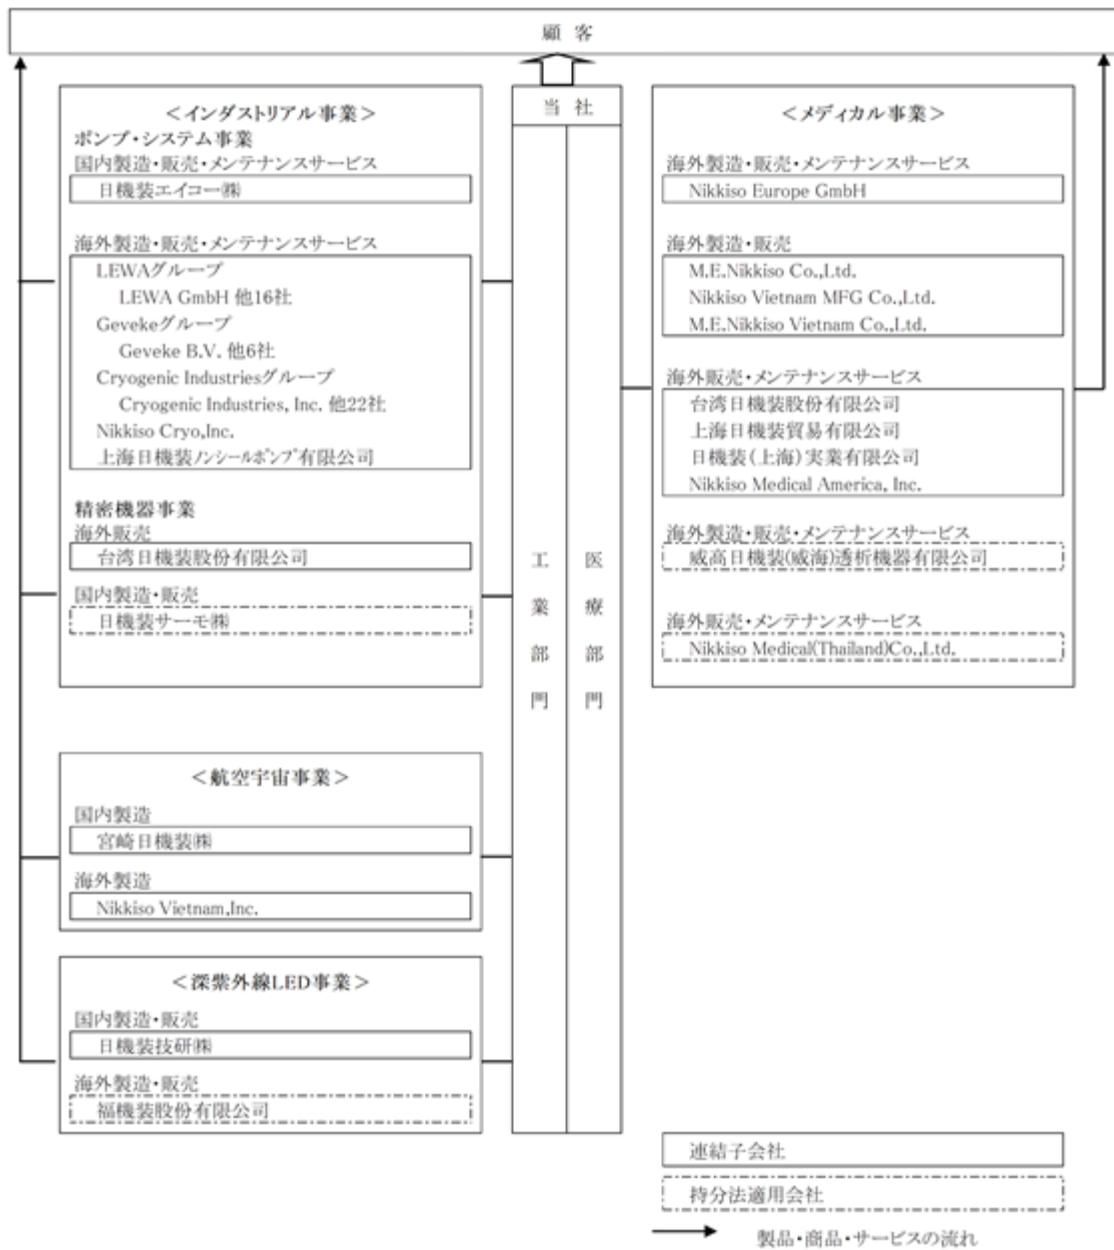 顧 客
当 社
工業部門
医療部門
＜インダストリアル事業＞
ポンプ・システム事業
国内製造・販売・メンテナンスサービス
日機装エイコー㈱
海外製造・販売・メンテナンスサービス
LEWAグループ
LEWA GmbH 他16社
Gevekeグループ
Geveke B.V. 他6社
Cryogenic Industriesグループ
Cryogenic Industries, Inc. 他22社
Nikkiso Cryo,Inc.
上海日機装ﾉﾝｼｰﾙﾎﾟﾝﾌﾟ有限公司
精密機器事業
海外販売
台湾日機装股份有限公司
国内製造・販売
日機装サーモ㈱
＜航空宇宙事業＞
国内製造
宮崎日機装㈱
海外製造
Nikkiso Vietnam,Inc.
＜深紫外線LED事業＞
国内製造・販売
日機装技研㈱
海外製造・販売
福機装股份有限公司
＜メディカル事業＞
海外製造・販売・メンテナンスサービス
Nikkiso Europe GmbH
海外製造・販売
M.E.Nikkiso Co.,Ltd.
Nikkiso Vietnam MFG Co.,Ltd.
M.E.Nikkiso Vietnam Co.,Ltd.
海外販売・メンテナンスサービス
台湾日機装股份有限公司
上海日機装貿易有限公司
日機装(上海)実業有限公司
Nikkiso Medical America, Inc.
海外製造・販売・メンテナンスサービス
威高日機装(威海)透析機器有限公司
海外販売・メンテナンスサービス
Nikkiso Medical(Thailand)Co.,Ltd.
連結子会社
持分法適用会社
製品・商品・サービスの流れ